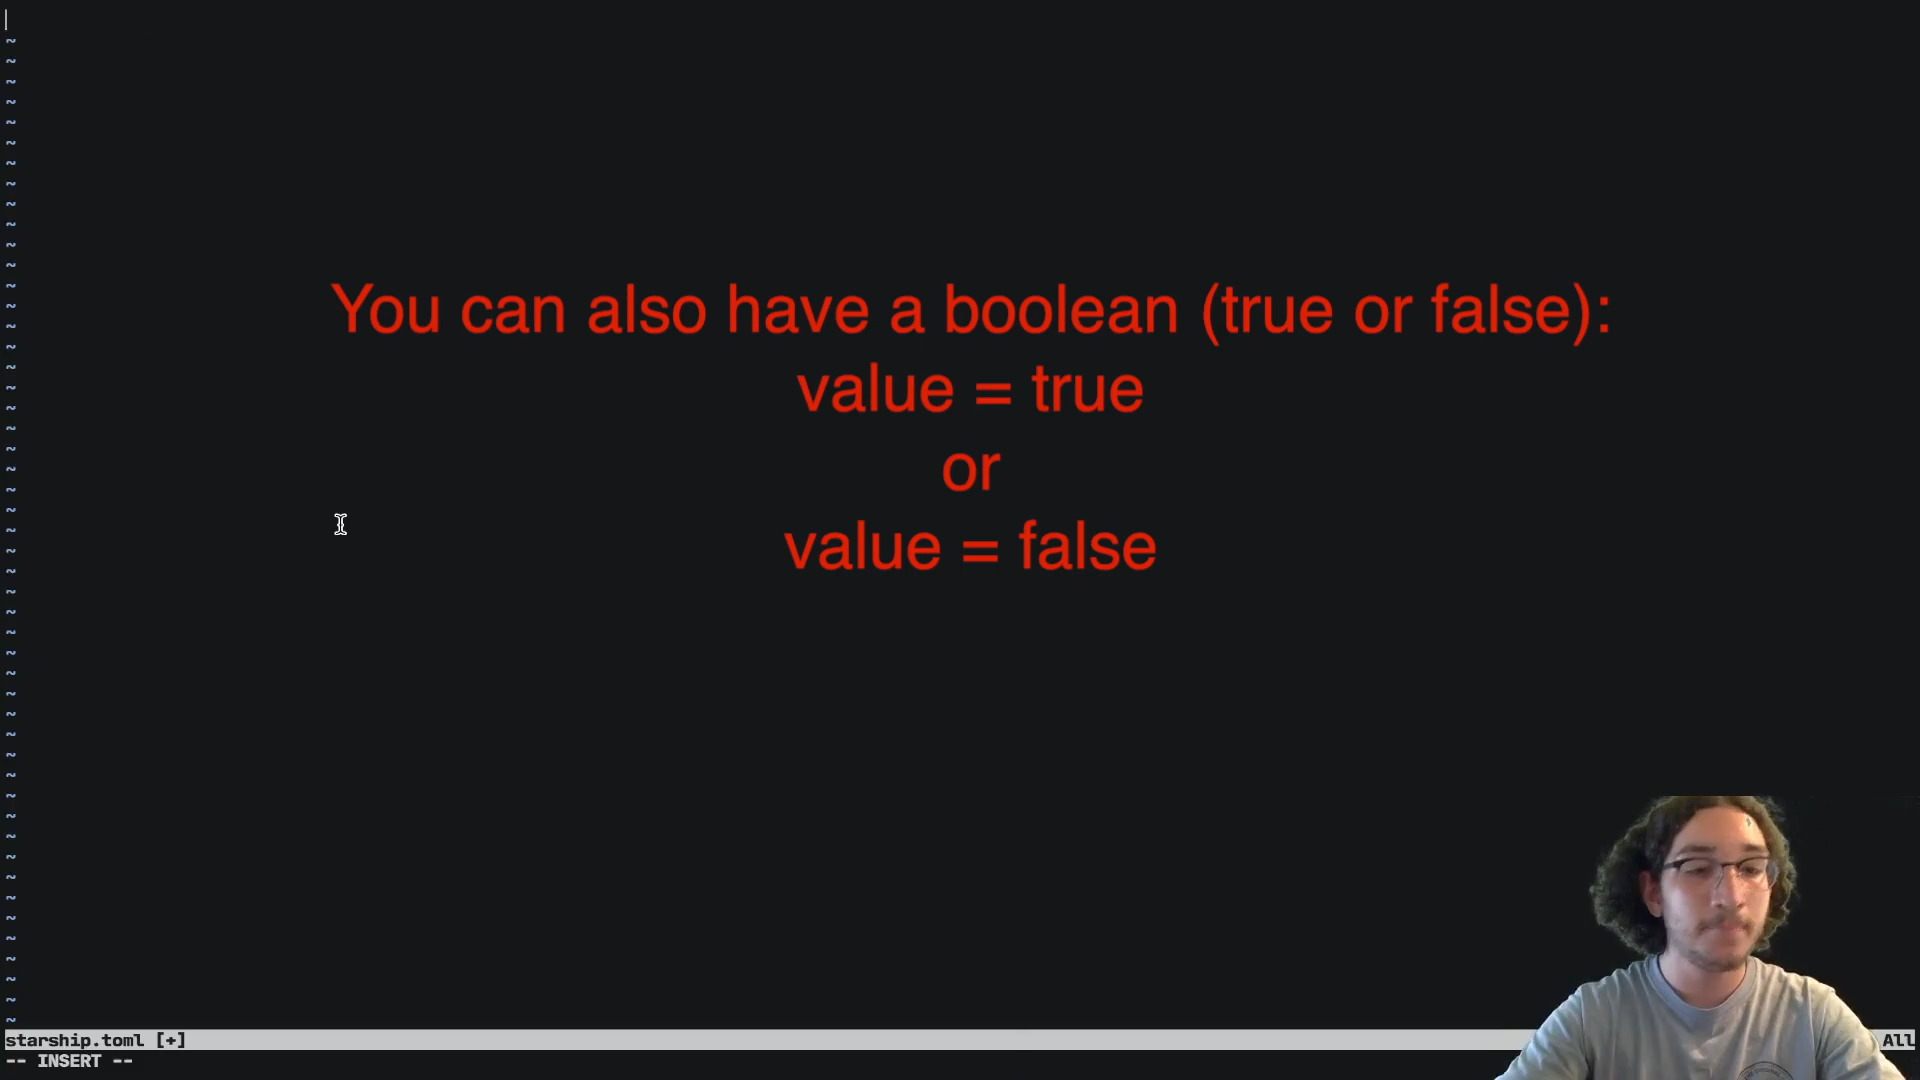 You can also have a boolean (true or false):
value = true
or
value = false
starship.toml [+]
All
-- INSERT --